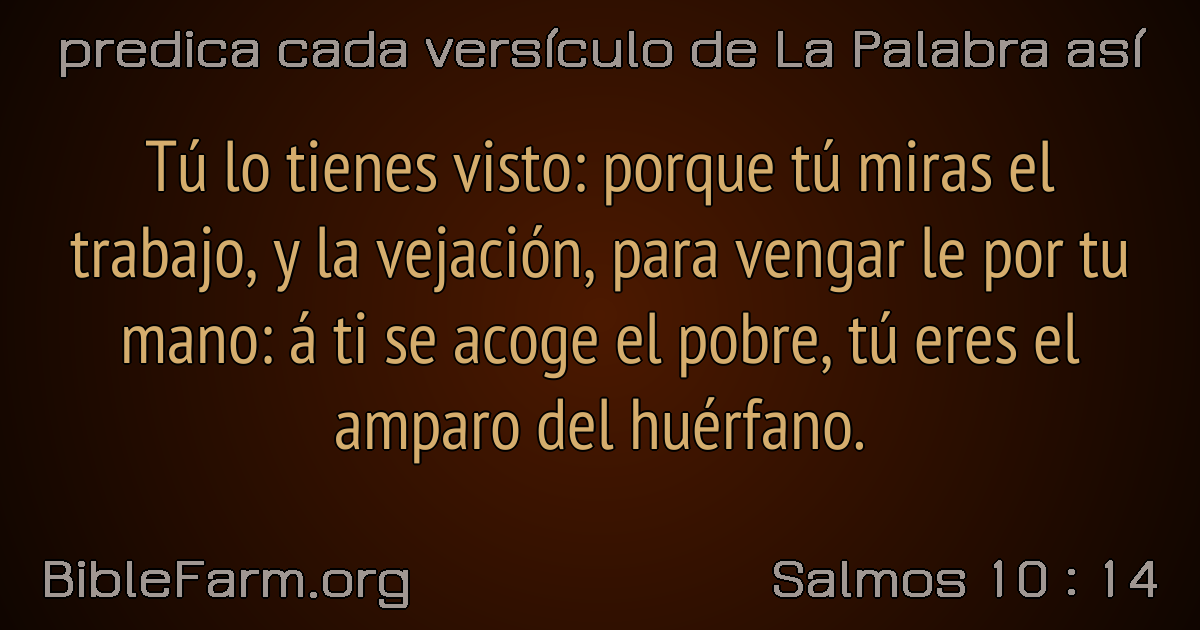 predica cada versículo de La Palabra así
Tú lo tienes visto: porque tú miras el
trabajo, y la vejación, para vengar le por tu
mano: á ti se acoge el pobre, tú eres el
amparo del huérfano.
BibleFarm.org
Salmos 10 : 14